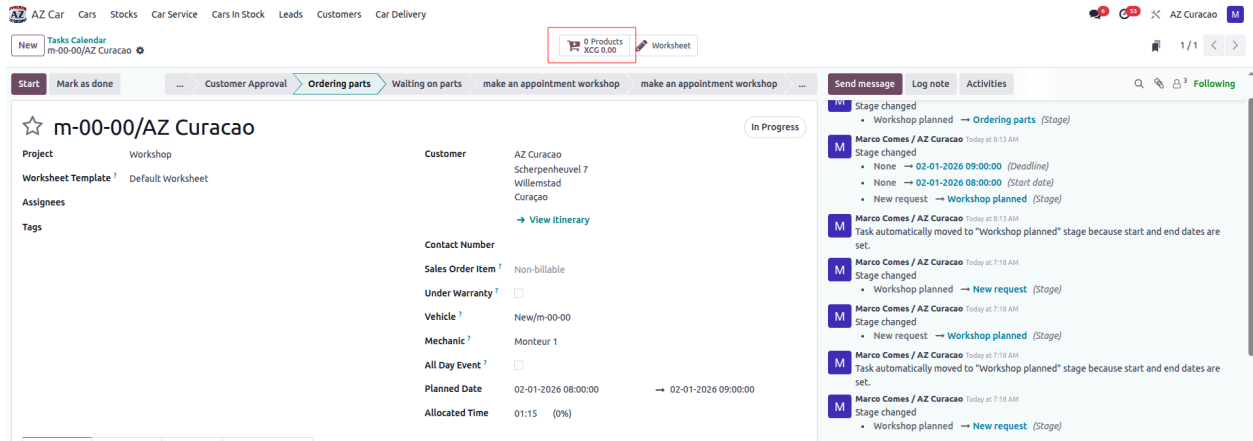 AZ AZ Car Cars Stocks Car Service Cars In Stock Leads Customers Car Delivery 6 53 AZ Curacao M
New Tasks Calendar
m-00-00/AZ Curacao
0 Products
XCG 0.00
Worksheet
1 / 1
Start Mark as done ... Customer Approval Ordering parts Waiting on parts make an appointment workshop make an appointment workshop ...
Send message Log note Activities 3 Following
m-00-00/AZ Curacao
In Progress
Project Workshop
Worksheet Template ? Default Worksheet
Assignees
Tags
Customer AZ Curacao
Scherpenheuvel 7
Willemstad
Curaçao
→ View Itinerary
Contact Number
Sales Order Item ? Non-billable
Under Warranty ?
Vehicle ? New/m-00-00
Mechanic ? Monteur 1
All Day Event ?
Planned Date 02-01-2026 08:00:00 → 02-01-2026 09:00:00
Allocated Time 01:15 (0%)
M
Stage changed
• Workshop planned → Ordering parts (Stage)
M Marco Comes / AZ Curacao Today at 8:13 AM
Stage changed
• None → 02-01-2026 09:00:00 (Deadline)
• None → 02-01-2026 08:00:00 (Start date)
• New request → Workshop planned (Stage)
M Marco Comes / AZ Curacao Today at 8:13 AM
Task automatically moved to "Workshop planned" stage because start and end dates are
set.
M Marco Comes / AZ Curacao Today at 7:18 AM
Stage changed
• Workshop planned → New request (Stage)
M Marco Comes / AZ Curacao Today at 7:18 AM
Stage changed
• New request → Workshop planned (Stage)
M Marco Comes / AZ Curacao Today at 7:18 AM
Task automatically moved to "Workshop planned" stage because start and end dates are
set.
M Marco Comes / AZ Curacao Today at 7:18 AM
Stage changed
• Workshop planned → New request (Stage)